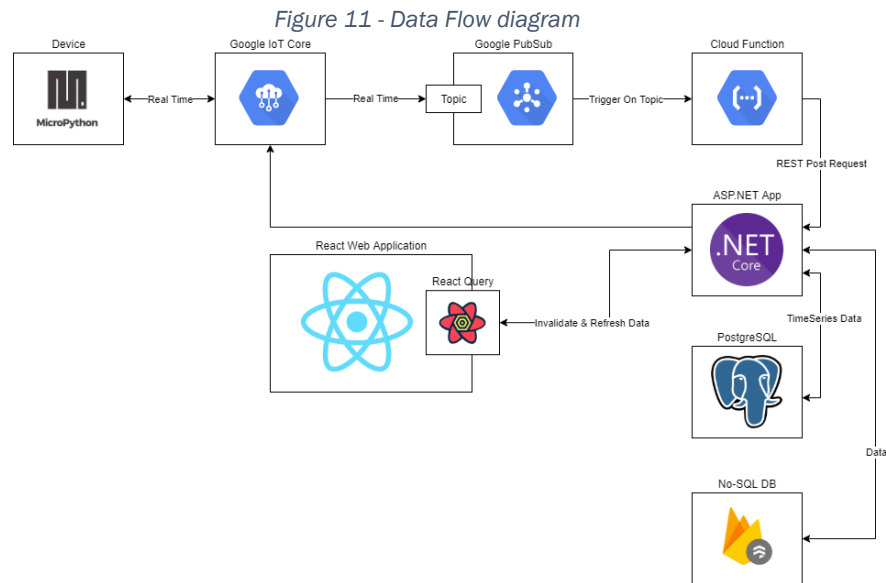 Figure 11 - Data Flow diagram
Device
Google IoT Core
Google PubSub
Cloud Function
MicroPython
Real Time
Real Time
Topic
Trigger On Topic
REST Post Request
ASP.NET App
.NET
Core
React Web Application
React Query
Invalidate & Refresh Data
TimeSeries Data
PostgreSQL
Data
No-SQL DB